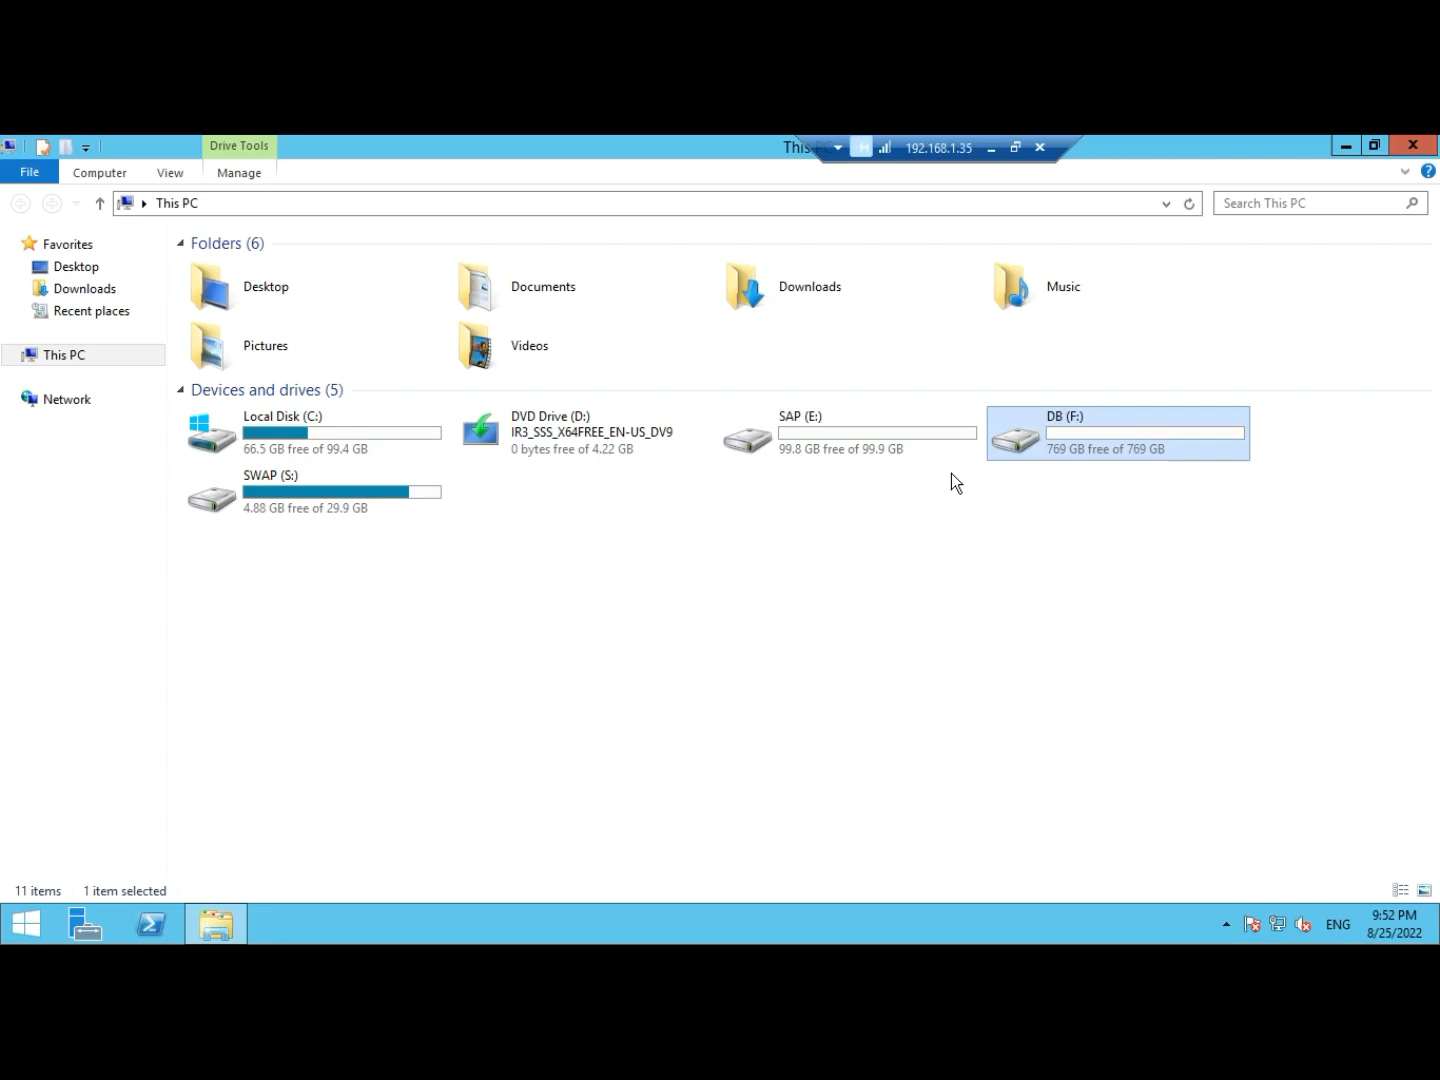 Drive Tools
This
192.168.1.35
File
Computer
View
Manage
This PC
Search This PC
Favorites
Desktop
Downloads
Recent places
This PC
Network
Folders (6)
Desktop
Documents
Downloads
Music
Pictures
Videos
Devices and drives (5)
Local Disk (C:)
66.5 GB free of 99.4 GB
DVD Drive (D:)
IR3_SSS_X64FREE_EN-US_DV9
0 bytes free of 4.22 GB
SAP (E:)
99.8 GB free of 99.9 GB
DB (F:)
769 GB free of 769 GB
SWAP (S:)
4.88 GB free of 29.9 GB
11 items
1 item selected
ENG
9:52 PM
8/25/2022